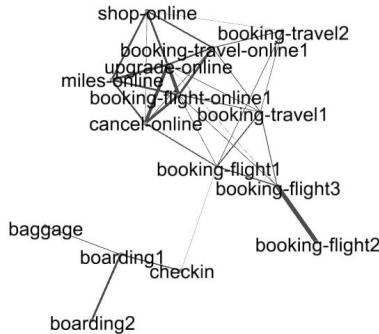 shop-online
booking-travel2
booking-travel-online1
upgrade-online
miles-online
booking-flight-online1
booking-travel1
cancel-online
booking-flight1
booking-flight3
baggage
booking-flight2
boarding1
checkin
boarding2